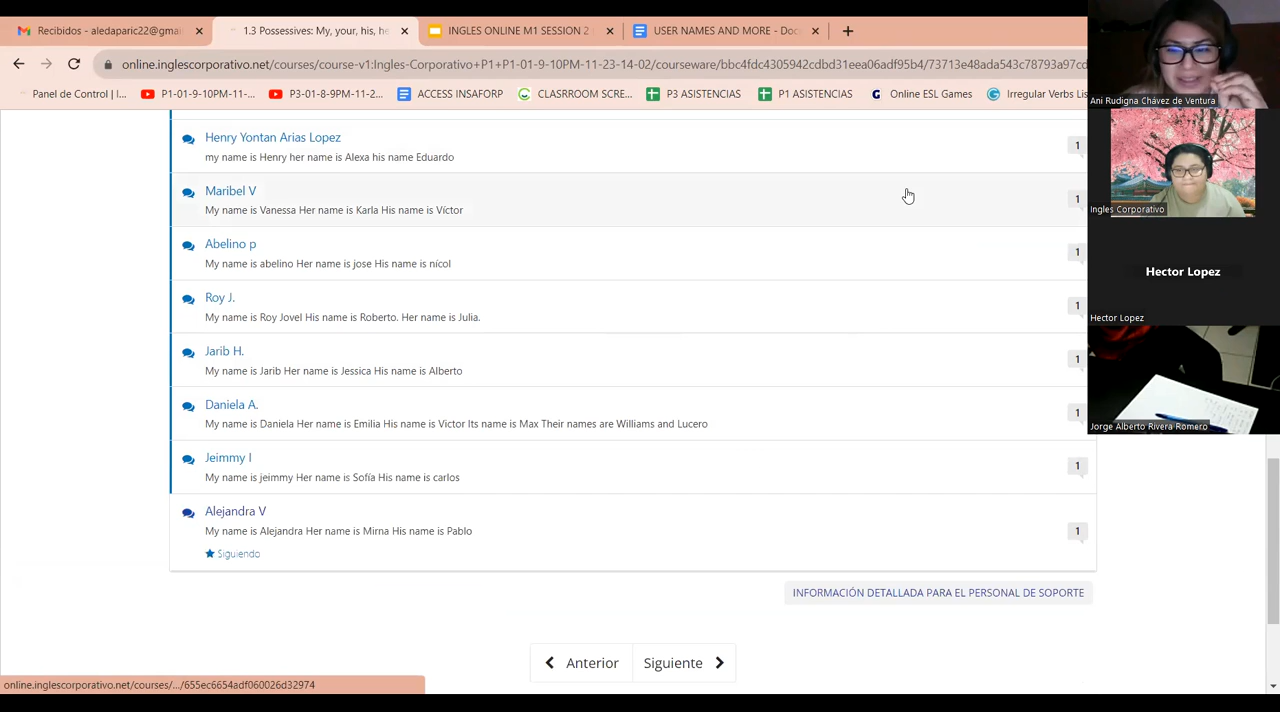 Recibidos - aledaparic22@gma
1.3 Possessives: My, your, his, he
INGLES ONLINE M1 SESSION 2
USER NAMES AND MORE - Doc
online.inglescorporativo.net/courses/course-v1:Ingles-Corporativo+P1+P1-01-9-10PM-11-23-14-02/courseware/bbc4fdc4305942cdbd31eea06adf95b4/73713e48ada543c78793a97cd
Panel de Control | I...
P1-01-9-10PM-11-...
P3-01-8-9PM-11-2...
ACCESS INSAFORP
CLASRROOM SCRE...
P3 ASISTENCIAS
P1 ASISTENCIAS
Online ESL Games
Irregular Verbs Lis
Henry Yontan Arias Lopez
my name is Henry her name is Alexa his name Eduardo
1
Maribel V
My name is Vanessa Her name is Karla His name is Víctor
1
Abelino p
My name is abelino Her name is jose His name is nícol
1
Roy J.
My name is Roy Jovel His name is Roberto. Her name is Julia.
1
Jarib H.
My name is Jarib Her name is Jessica His name is Alberto
1
Daniela A.
My name is Daniela Her name is Emilia His name is Victor Its name is Max Their names are Williams and Lucero
1
Jeimmy I
My name is jeimmy Her name is Sofía His name is carlos
1
Alejandra V
My name is Alejandra Her name is Mirna His name is Pablo
1
Siguiendo
INFORMACIÓN DETALLADA PARA EL PERSONAL DE SOPORTE
Anterior
Siguiente
online.inglescorporativo.net/courses/.../655ec6654adf060026d32974
Ani Rudigna Chávez de Ventura
Ingles Corporativo
Hector Lopez
Hector Lopez
Jorge Alberto Rivera Romero